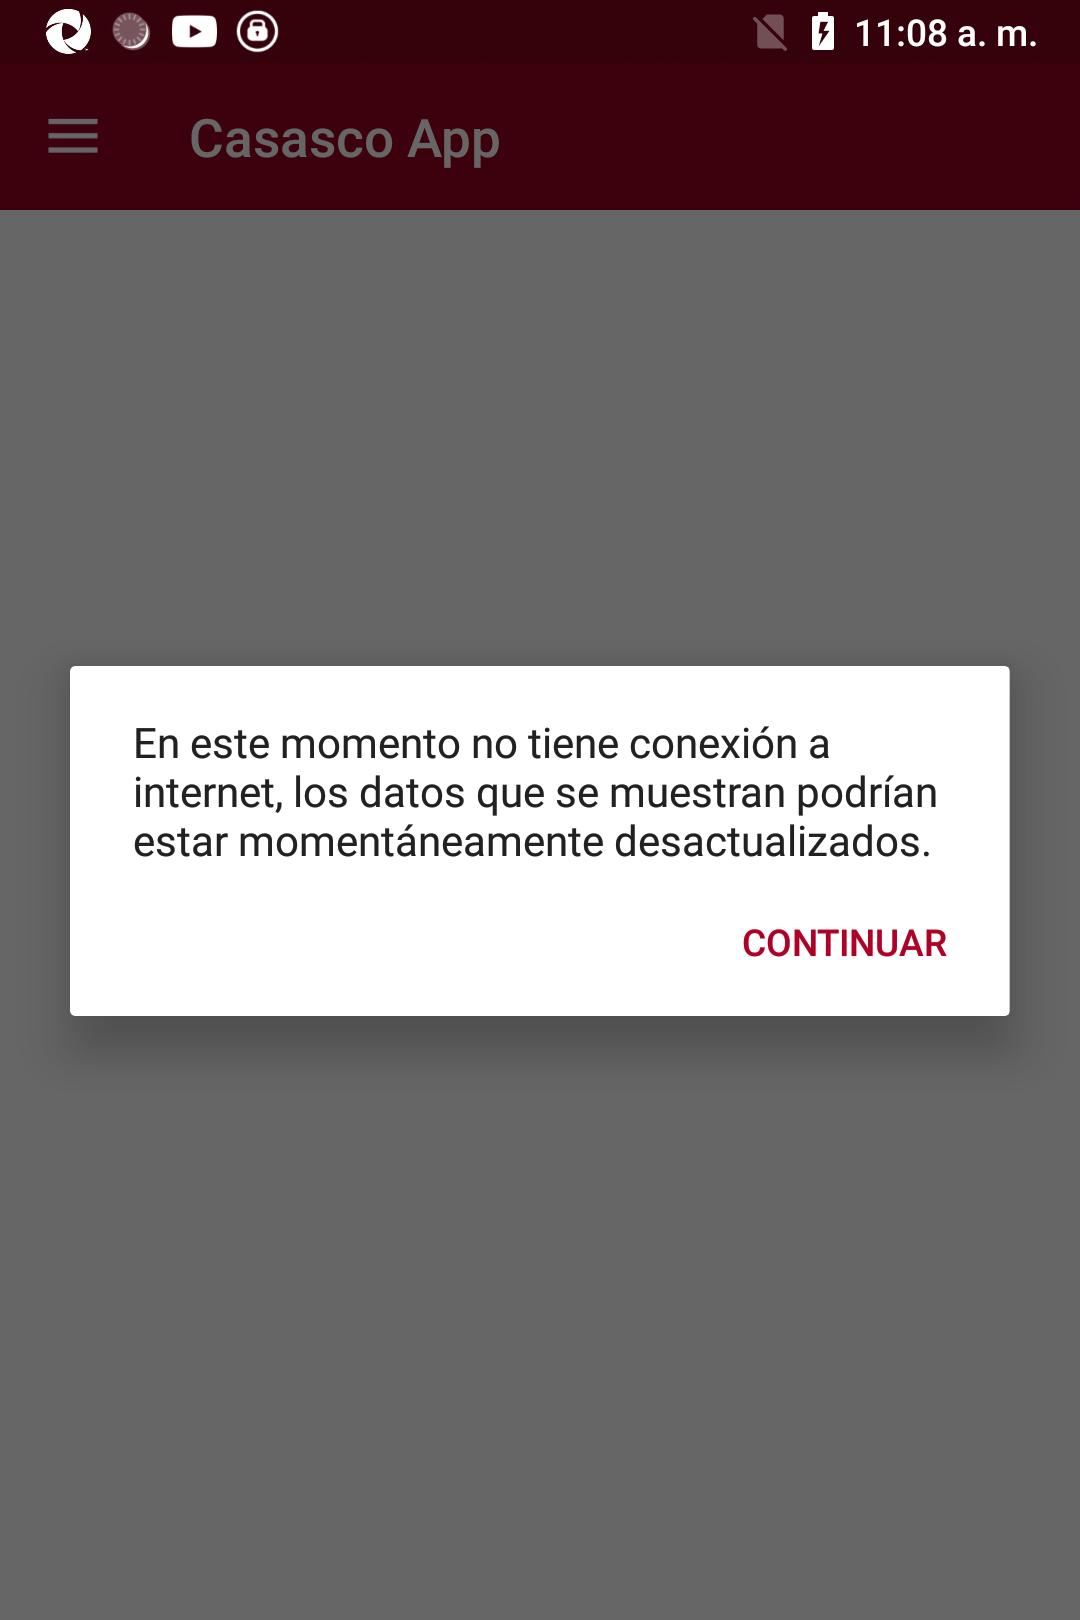 11:08 a. m.
Casasco App
En este momento no tiene conexión a
internet, los datos que se muestran podrían
estar momentáneamente desactualizados.
CONTINUAR